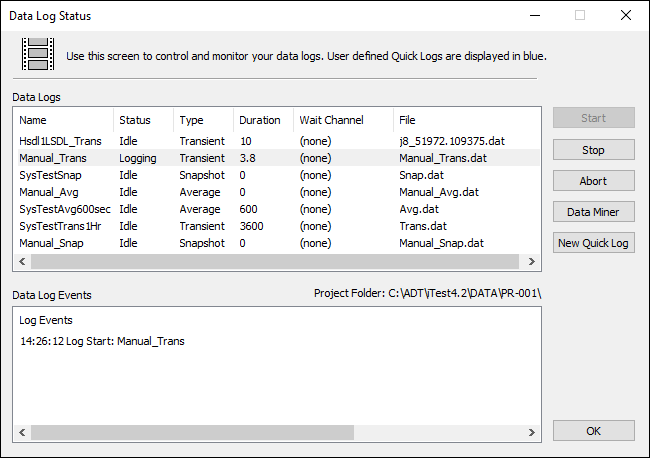 Data Log Status
Use this screen to control and monitor your data logs. User defined Quick Logs are displayed in blue.
Data Logs
Name Status Type Duration Wait Channel File
Hsdl1LSDL_Trans Idle Transient 10 (none) j8_51972.109375.dat
Manual_Trans Logging Transient 3.8 (none) Manual_Trans.dat
SysTestSnap Idle Snapshot 0 (none) Snap.dat
Manual_Avg Idle Average 0 (none) Manual_Avg.dat
SysTestAvg600sec Idle Average 600 (none) Avg.dat
SysTestTrans1Hr Idle Transient 3600 (none) Trans.dat
Manual_Snap Idle Snapshot 0 (none) Manual_Snap.dat
Start
Stop
Abort
Data Miner
New Quick Log
Data Log Events Project Folder: C:\ADT\iTest4.2\DATA\PR-001\
Log Events
14:26:12 Log Start: Manual_Trans
OK